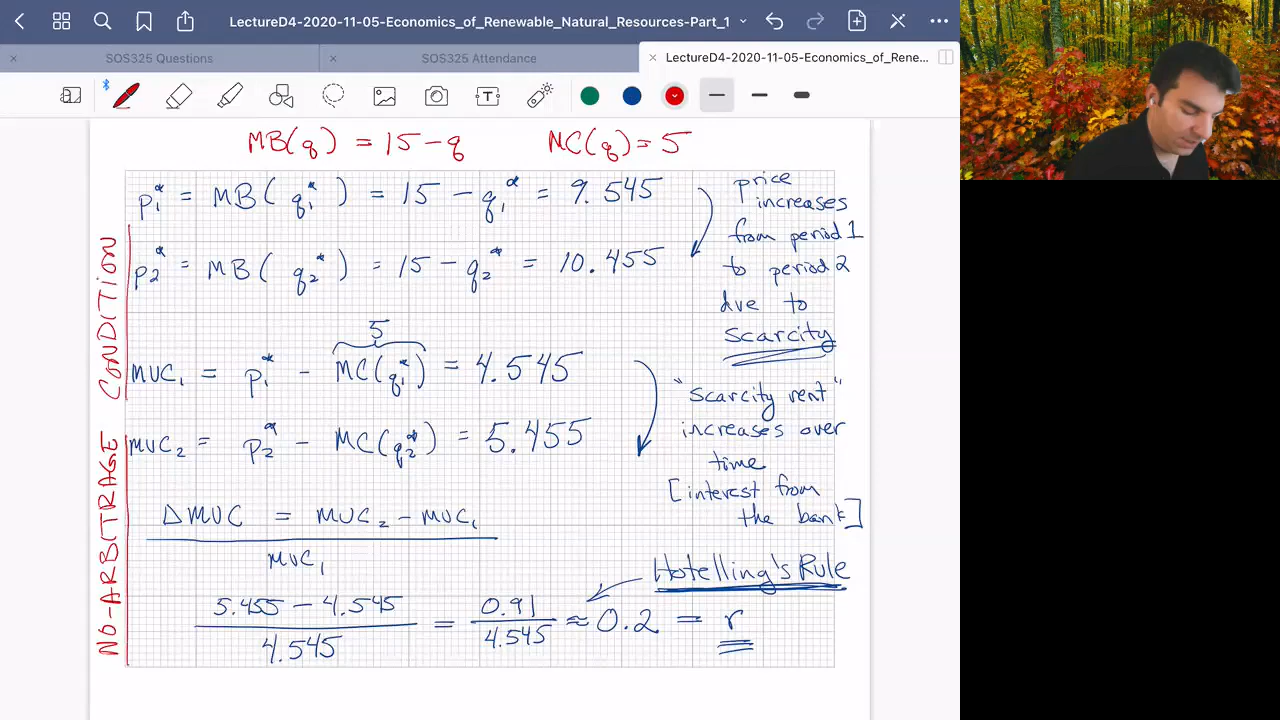 LectureD4-2020-11-05-Economics_of_Renewable_Natural_Resources-Part_1
SOS325 Questions
SOS325 Attendance
LectureD4-2020-11-05-Economics_of_Rene...
MB(q) = 15 - q MC(q) = 5
p₁* = MB(q₁*) = 15 - q₁* = 9.545
p₂* = MB(q₂*) = 15 - q₂* = 10.455
price
increases
from period 1
to period 2
due to
scarcity
5
MUC₁ = p₁* - MC(q₁*) = 4.545
MUC₂ = p₂* - MC(q₂*) = 5.455
"scarcity rent"
increases over
time
[interest from
the bank]
ΔMUC = MUC₂ - MUC₁
MUC₁
Hotelling's Rule
5.455 - 4.545
4.545
=
0.91
4.545
≈ 0.2 = r
NO-ARBITRAGE CONDITION